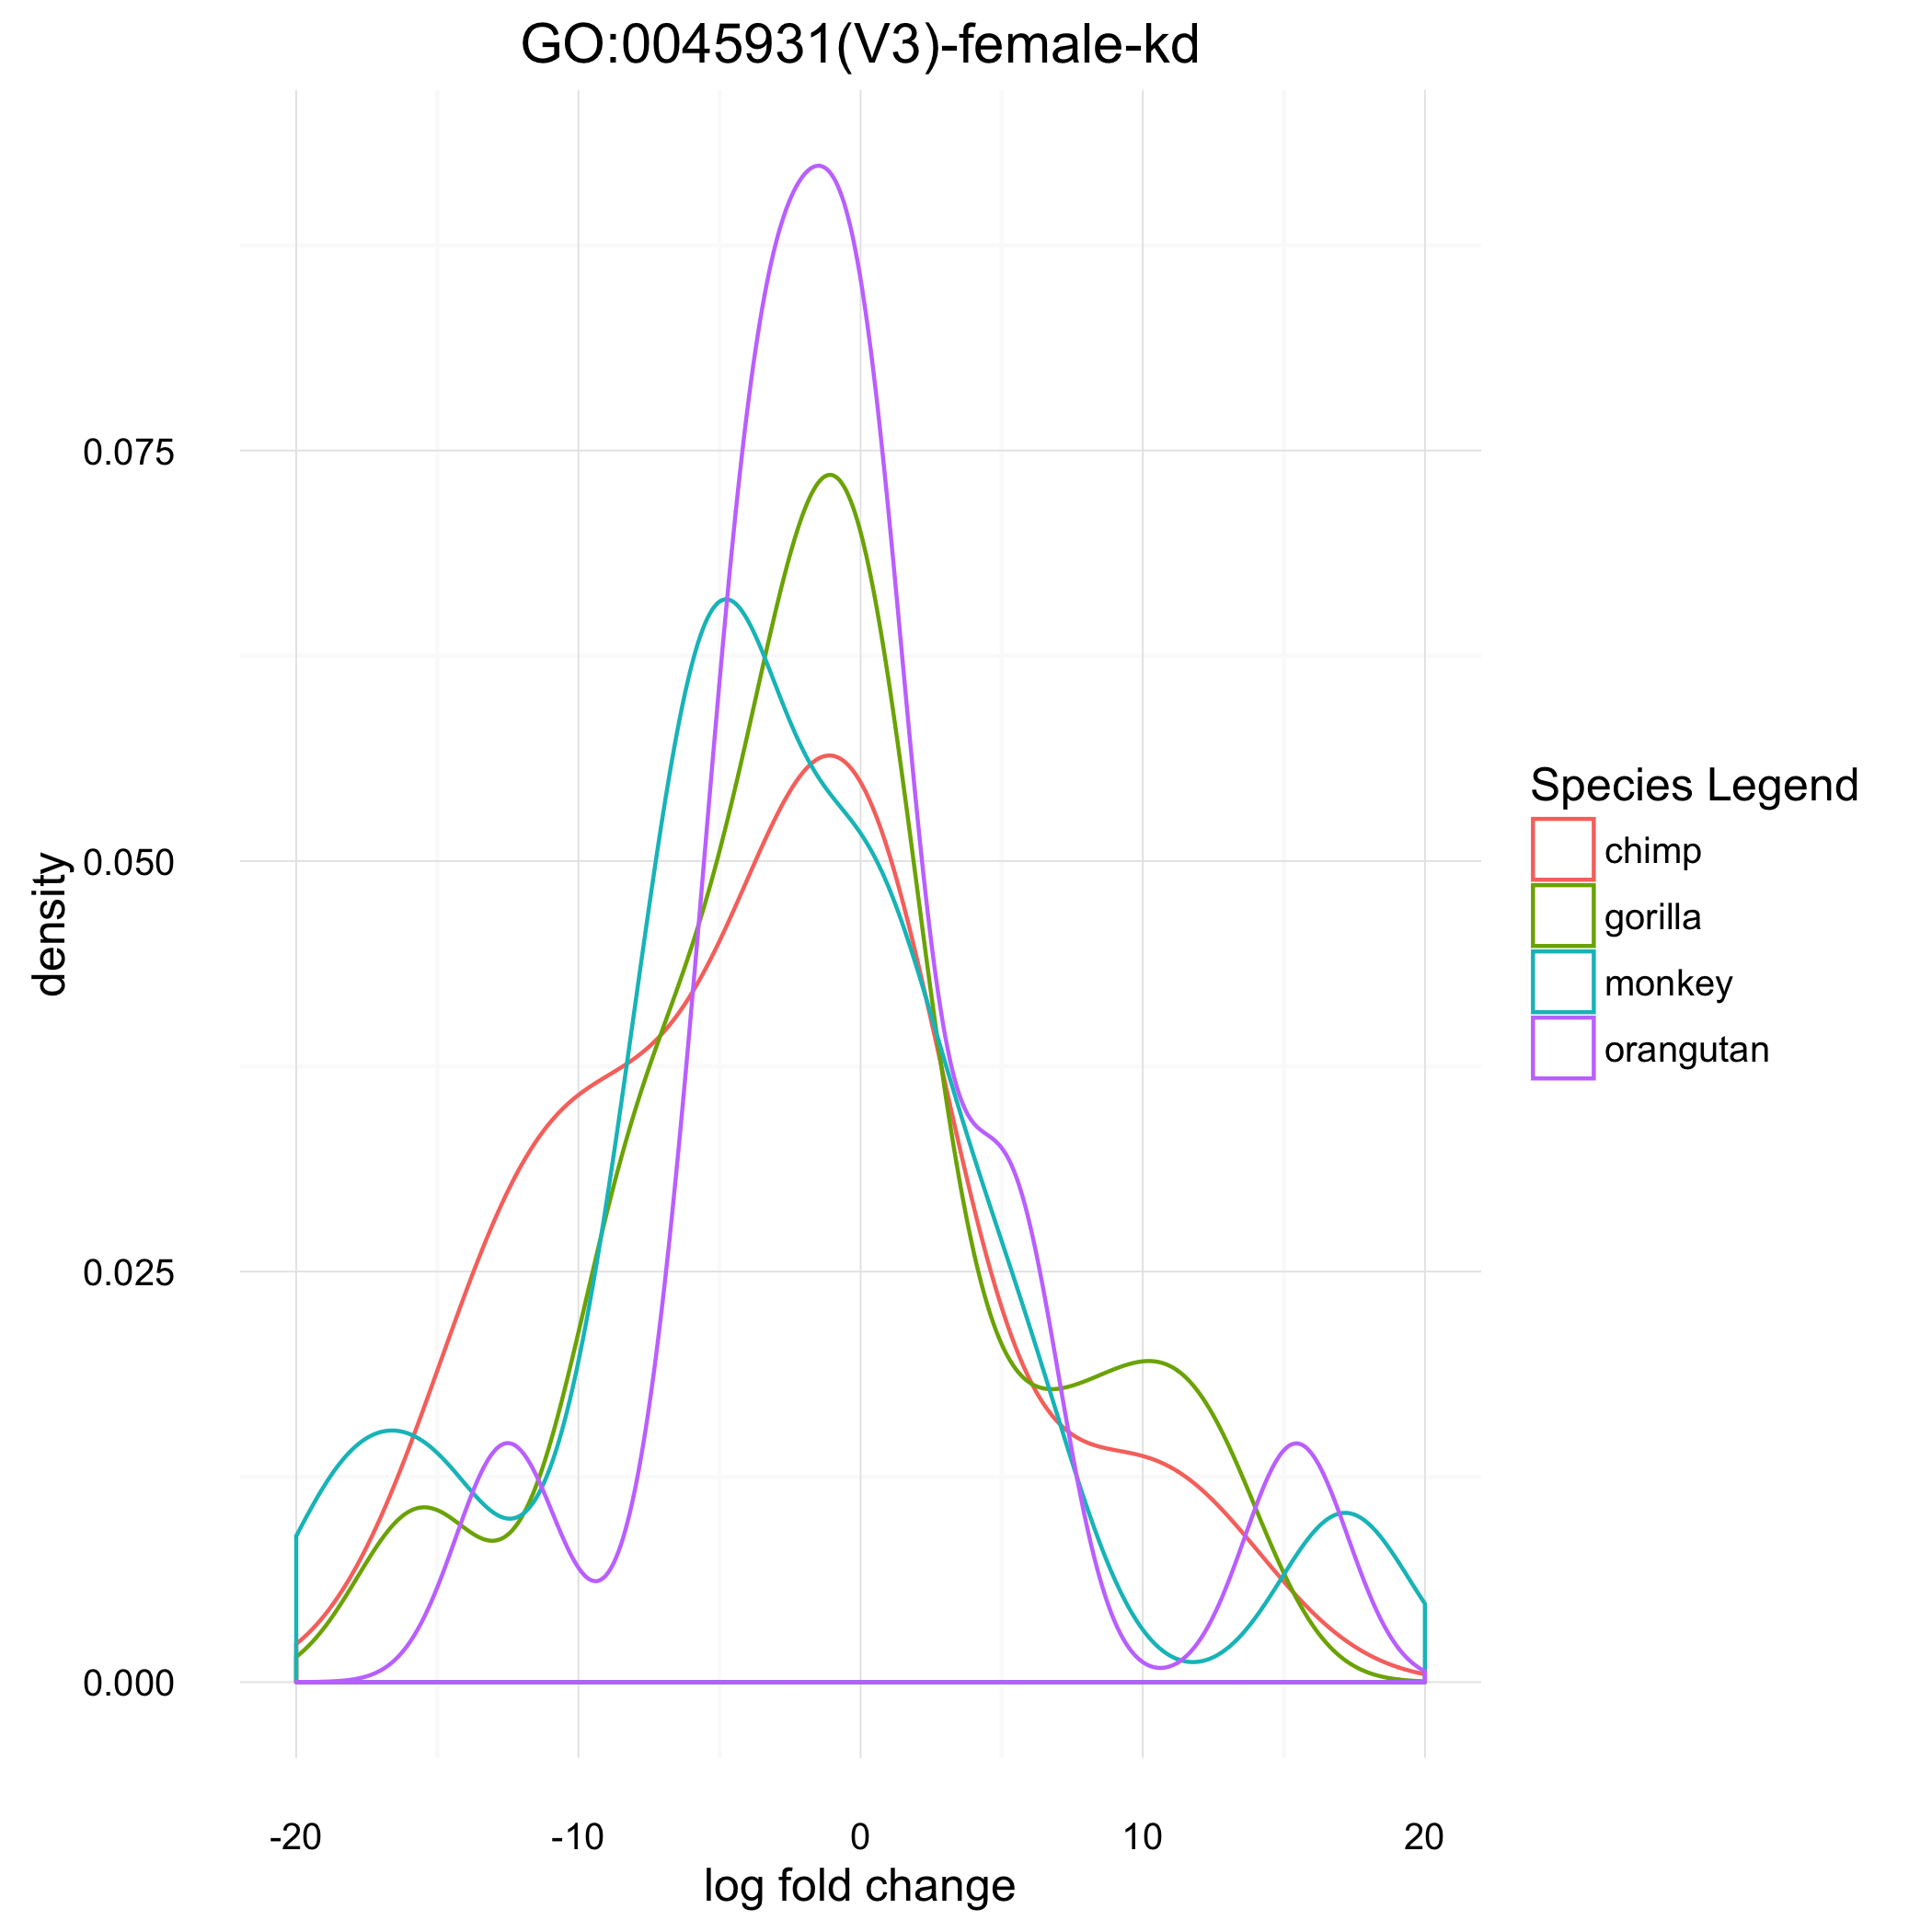 GO:0045931(V3)-female-kd
density
0.075
0.050
0.025
0.000
-20
-10
0
10
20
log fold change
Species Legend
chimp
gorilla
monkey
orangutan